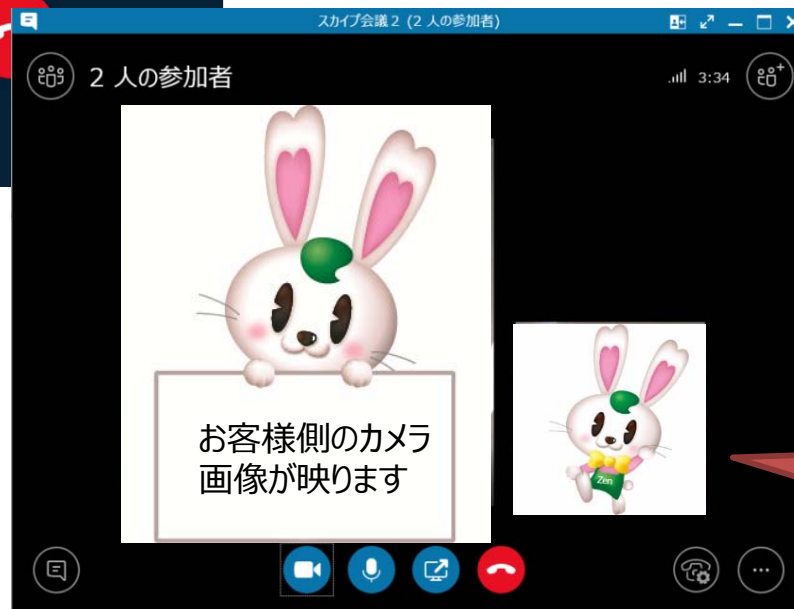 スカイプ会議２ (2 人の参加者)
2 人の参加者
3:34
お客様側のカメラ
画像が映ります
Zen